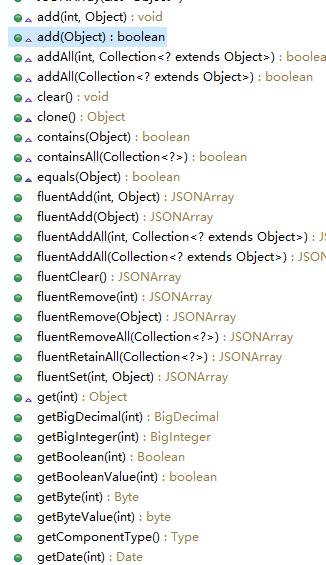 add(int, Object) : void
add(Object) : boolean
addAll(int, Collection<? extends Object>) : boolea
addAll(Collection<? extends Object>) : boolean
clear() : void
clone() : Object
contains(Object) : boolean
containsAll(Collection<?>) : boolean
equals(Object) : boolean
fluentAdd(int, Object) : JSONArray
fluentAdd(Object) : JSONArray
fluentAddAll(int, Collection<? extends Object>) : JS
fluentAddAll(Collection<? extends Object>) : JSON
fluentClear() : JSONArray
fluentRemove(int) : JSONArray
fluentRemove(Object) : JSONArray
fluentRemoveAll(Collection<?>) : JSONArray
fluentRetainAll(Collection<?>) : JSONArray
fluentSet(int, Object) : JSONArray
get(int) : Object
getBigDecimal(int) : BigDecimal
getBigInteger(int) : BigInteger
getBoolean(int) : Boolean
getBooleanValue(int) : boolean
getByte(int) : Byte
getByteValue(int) : byte
getComponentType() : Type
getDate(int) : Date